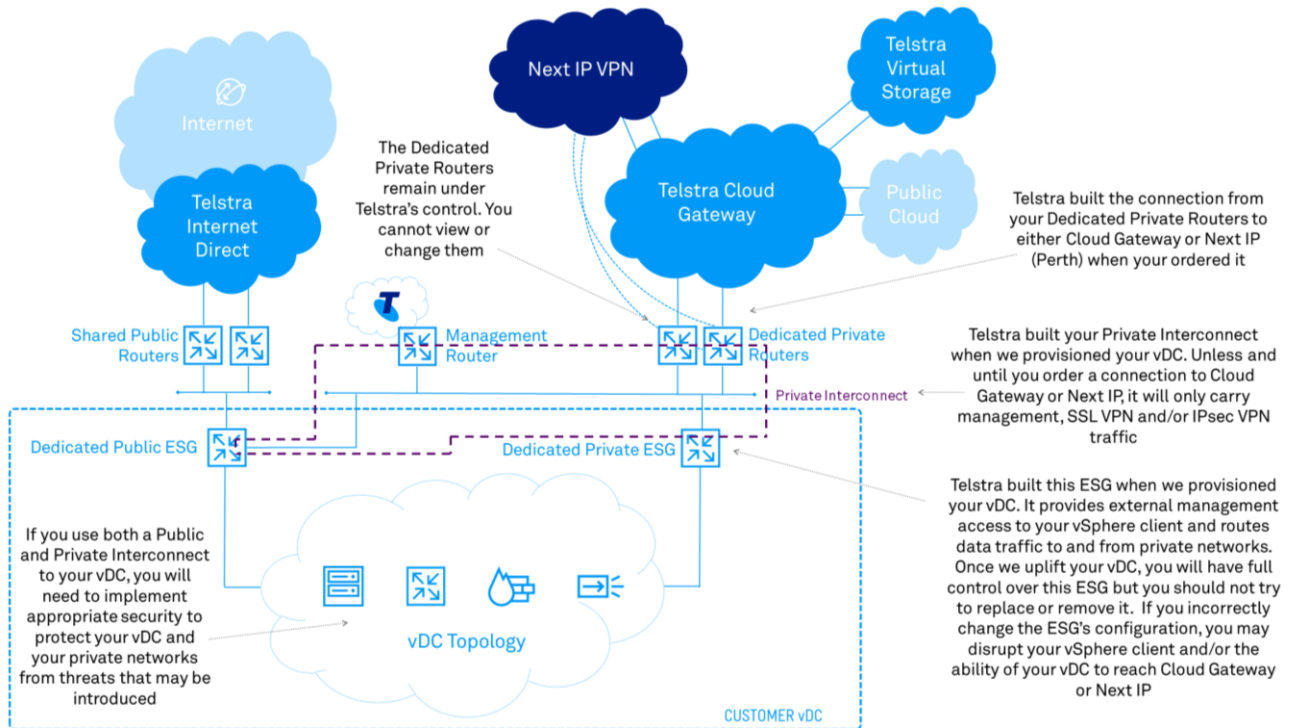 Internet
Telstra
Internet
Direct
Next IP VPN
Telstra
Virtual
Storage
Telstra Cloud
Gateway
Public
Cloud
The Dedicated
Private Routers
remain under
Telstra's control. You
cannot view or
change them
Telstra built the connection from
your Dedicated Private Routers to
either Cloud Gateway or Next IP
(Perth) when your ordered it
Shared Public
Routers
T
Management
Router
Dedicated Private
Routers
Telstra built your Private Interconnect
when we provisioned your vDC. Unless and
until you order a connection to Cloud
Gateway or Next IP, it will only carry
management, SSL VPN and/or IPsec VPN
traffic
Private Interconnect
Dedicated Public ESG
Dedicated Private ESG
Telstra built this ESG when we provisioned
your vDC. It provides external management
access to your vSphere client and routes
data traffic to and from private networks.
Once we uplift your vDC, you will have full
control over this ESG but you should not try
to replace or remove it. If you incorrectly
change the ESG's configuration, you may
disrupt your vSphere client and/or the
ability of your vDC to reach Cloud Gateway
or Next IP
If you use both a Public
and Private Interconnect
to your vDC, you will
need to implement
appropriate security to
protect your vDC and
your private networks
from threats that may be
introduced
vDC Topology
CUSTOMER vDC